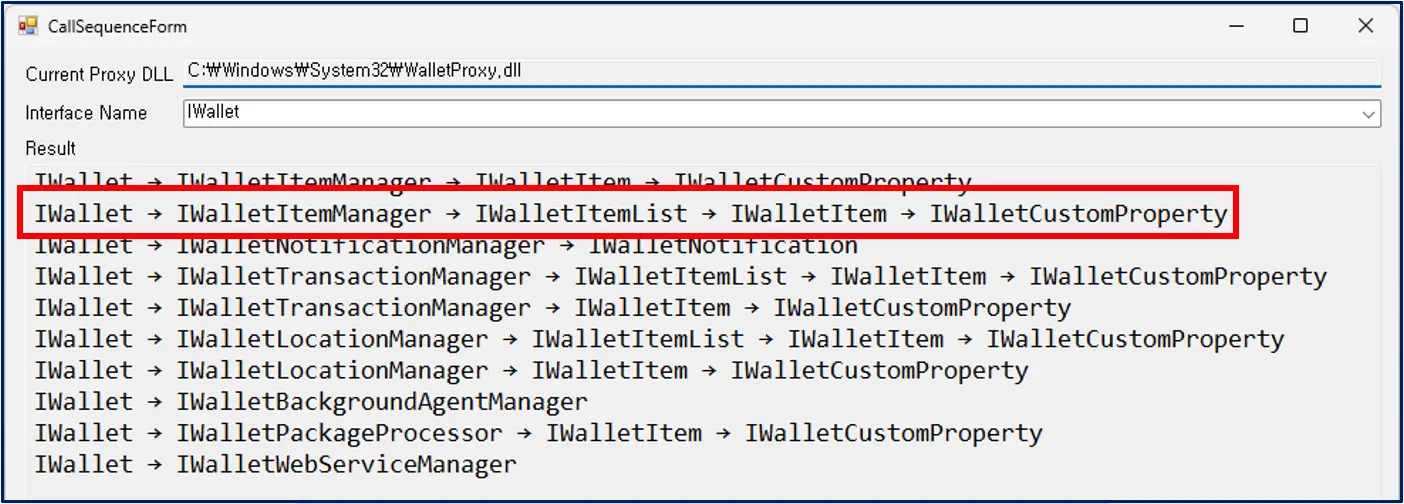 CallSequenceForm
Current Proxy DLL C:₩Windows₩System32₩WalletProxy.dll
Interface Name IWallet
Result
IWallet → IWalletItemManager → IWalletItem → IWalletCustomProperty
IWallet → IWalletItemManager → IWalletItemList → IWalletItem → IWalletCustomProperty
IWallet → IWalletNotificationManager → IWalletNotification
IWallet → IWalletTransactionManager → IWalletItemList → IWalletItem → IWalletCustomProperty
IWallet → IWalletTransactionManager → IWalletItem → IWalletCustomProperty
IWallet → IWalletLocationManager → IWalletItemList → IWalletItem → IWalletCustomProperty
IWallet → IWalletLocationManager → IWalletItem → IWalletCustomProperty
IWallet → IWalletBackgroundAgentManager
IWallet → IWalletPackageProcessor → IWalletItem → IWalletCustomProperty
IWallet → IWalletWebServiceManager